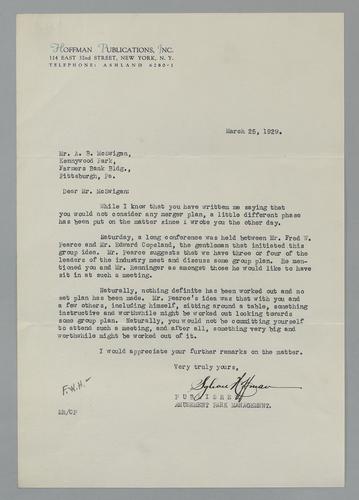 Hoffman Publications, Inc.
114 EAST 32nd STREET, NEW YORK, N. Y.
TELEPHONE: ASHLAND 6280-1
March 25, 1929.
Mr. A. B. McSwigan,
Kennywood Park,
Farmers Bank Bldg.,
Pittsburgh, Pa.
Dear Mr. McSwigan:
While I know that you have written me saying that
you would not consider any merger plan, a little different phase
has been put on the matter since I wrote you the other day.
Saturday, a long conference was held between Mr. Fred W.
Pearce and Mr. Edward Copeland, the gentleman that initiated this
group idea. Mr. Pearce suggests that we have three or four of the
leaders of the industry meet and discuss some group plan. He men-
tioned you and Mr. Henninger as amongst those he would like to have
sit in at such a meeting.
Naturally, nothing definite has been worked out and no
set plan has been made. Mr. Pearce's idea was that with you and
a few others, including himself, sitting around a table, something
instructive and worthwhile might be worked out looking towards
some group plan. Naturally, you would not be committing yourself
to attend such a meeting, and after all, something very big and
worthwhile might be worked out of it.
I would appreciate your further remarks on the matter.
Very truly yours,
F.W.H.-
Sylvan Hoffman
PUBLISHER
AMUSEMENT PARK MANAGEMENT.